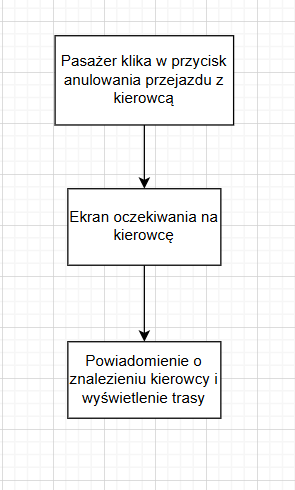 Pasażer klika w przycisk
anulowania przejazdu z
kierowcą
Ekran oczekiwania na
kierowcę
Powiadomienie o
znalezieniu kierowcy i
wyświetlenie trasy